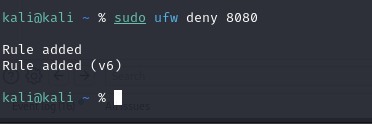 kali@kali ~ % sudo ufw deny 8080
Rule added
Rule added (v6)
kali@kali ~ %